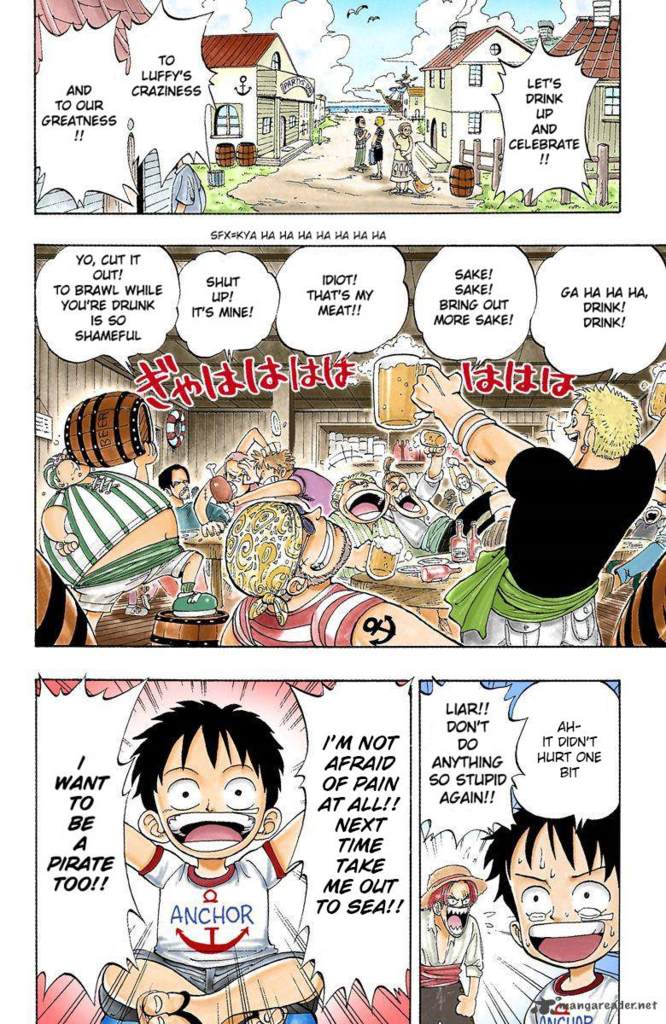 LET'S
DRINK
UP
AND
CELEBRATE
!!
TO
LUFFY'S
CRAZINESS
AND
TO OUR
GREATNESS
!!
PARTYS
SFX=KYA HA HA HA HA HA HA HA
GA HA HA HA,
DRINK!
DRINK!
SAKE!
SAKE!
BRING OUT
MORE SAKE!
IDIOT!
THAT'S MY
MEAT!!
SHUT
UP!
IT'S MINE!
YO, CUT IT
OUT!
TO BRAWL WHILE
YOU'RE DRUNK
IS SO
SHAMEFUL
ぎゃはははは
ははは
BEER
AH-
IT DIDN'T
HURT ONE
BIT
LIAR!!
DON'T
DO
ANYTHING
SO STUPID
AGAIN!!
I'M NOT
AFRAID
OF PAIN
AT ALL!!
NEXT
TIME
TAKE
ME OUT
TO SEA!!
I
WANT
TO
BE
A
PIRATE
TOO!!
ANCHOR
mangareader.net